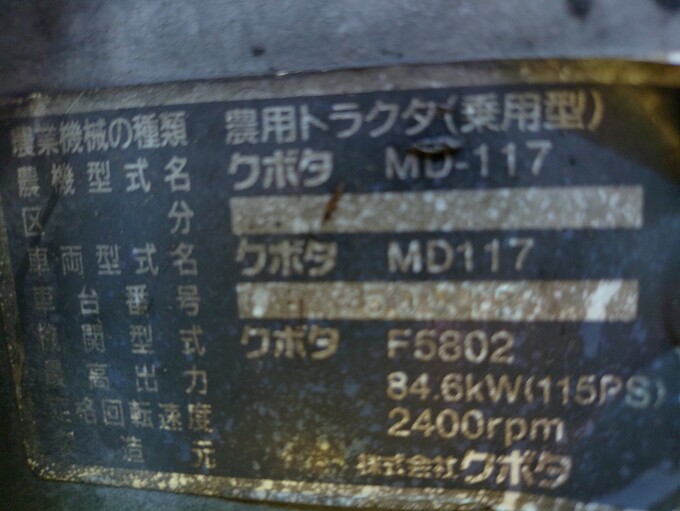 農業機械の種類 農用トラクタ(乗用型)
農機型式名 クボタ MD-117
区分
車両型式名 クボタ MD117
車台番号
機関型式 クボタ F5802
最高出力 84.6kW(115PS)
定格回転速度 2400rpm
製造元 株式会社クボタ